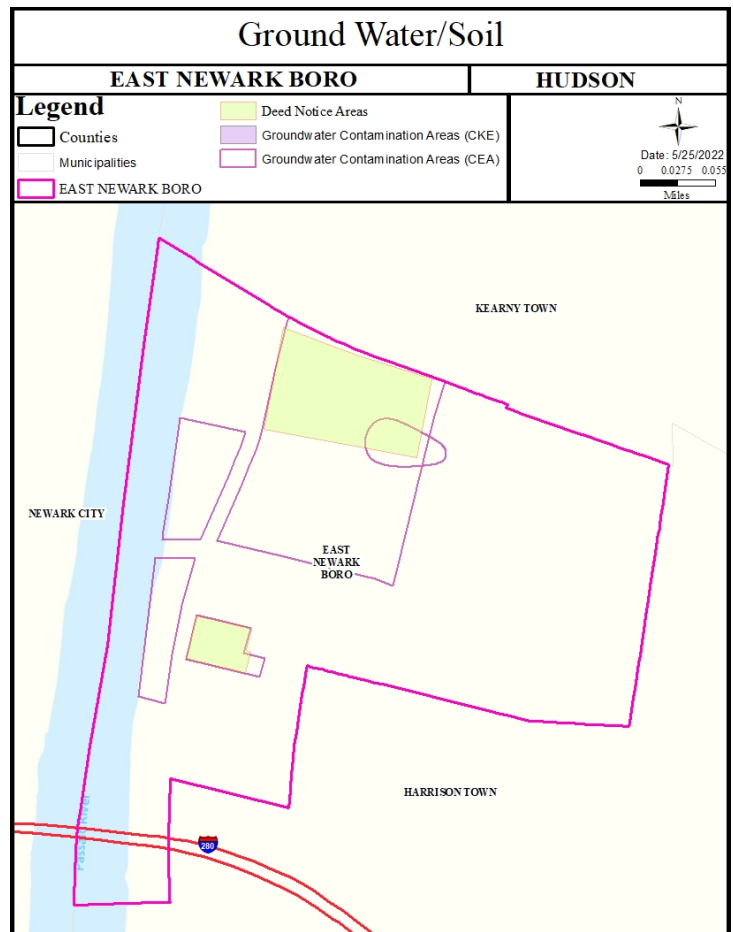 Ground Water/Soil
EAST NEWARK BORO
HUDSON
Legend
Counties
Municipalities
EAST NEWARK BORO
Deed Notice Areas
Groundwater Contamination Areas (CKE)
Groundwater Contamination Areas (CEA)
N
Date: 5/25/2022
0 0.0275 0.055
Miles
KEARNY TOWN
NEWARK CITY
EAST
NEWARK
BORO
HARRISON TOWN
Passaic River
280